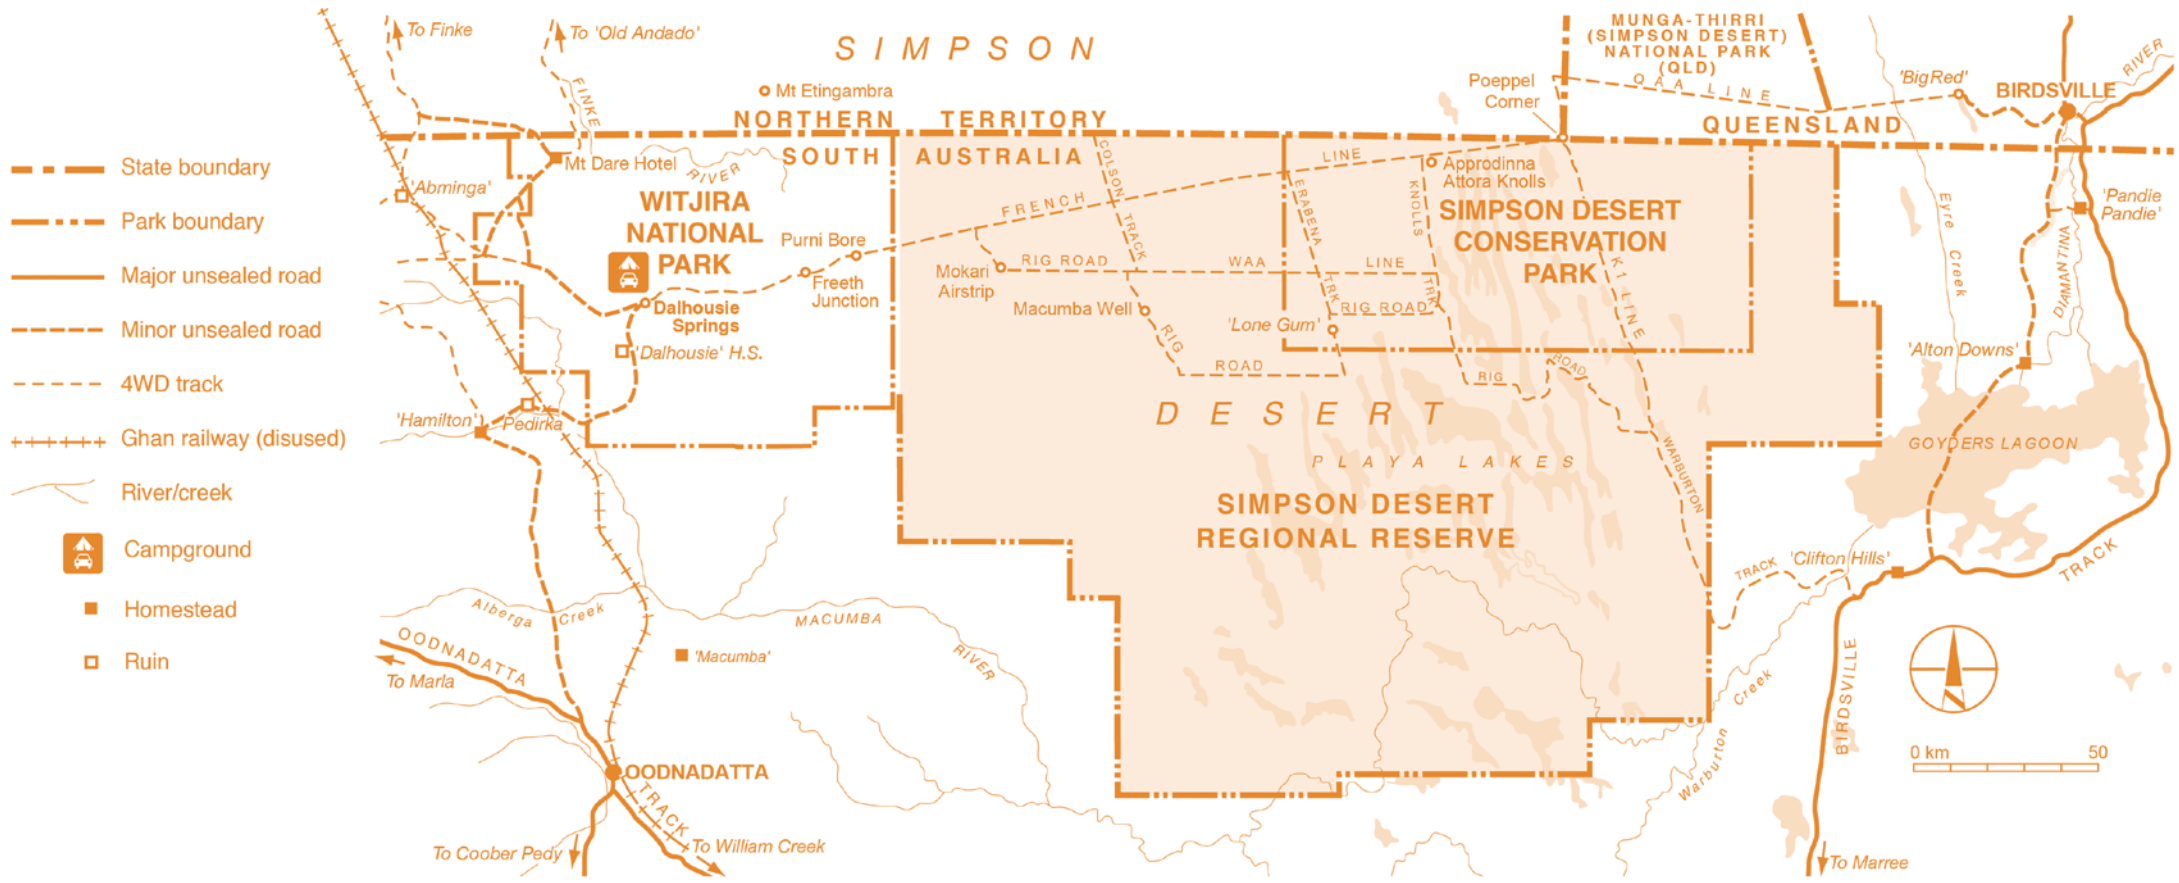 To Finke
To 'Old Andado'
SIMPSON
MUNGA-THIRRI
(SIMPSON DESERT)
NATIONAL PARK
(QLD)
FINKE
Mt Etingambra
Poeppel
Corner
QAA LINE
'Big Red'
BIRDSVILLE
RIVER
NORTHERN TERRITORY
QUEENSLAND
SOUTH AUSTRALIA
State boundary
Park boundary
Major unsealed road
Minor unsealed road
4WD track
Ghan railway (disused)
River/creek
Campground
Homestead
Ruin
Mt Dare Hotel
RIVER
'Abminga'
WITJIRA
NATIONAL
PARK
Purni Bore
Freeth
Junction
Dalhousie
Springs
'Dalhousie' H.S.
'Hamilton'
Pedirka
COLSON TRACK
FRENCH LINE
Approdinna
Attora Knolls
ERABENA TRK
KNOLLS TRK
SIMPSON DESERT
CONSERVATION
PARK
K1 LINE
Mokari
Airstrip
RIG ROAD
WAA LINE
Macumba Well
'Lone Gum'
RIG ROAD
RIG ROAD
RIG ROAD
Eyre Creek
'Pandie
Pandie'
DIAMANTINA
'Alton Downs'
GOYDERS LAGOON
DESERT
PLAYA LAKES
SIMPSON DESERT
REGIONAL RESERVE
WARBURTON
TRACK
'Clifton Hills'
TRACK
BIRDSVILLE
Alberga Creek
MACUMBA
RIVER
'Macumba'
OODNADATTA
To Marla
OODNADATTA
TRACK
To Coober Pedy
To William Creek
Warburton Creek
0 km 50
To Marree